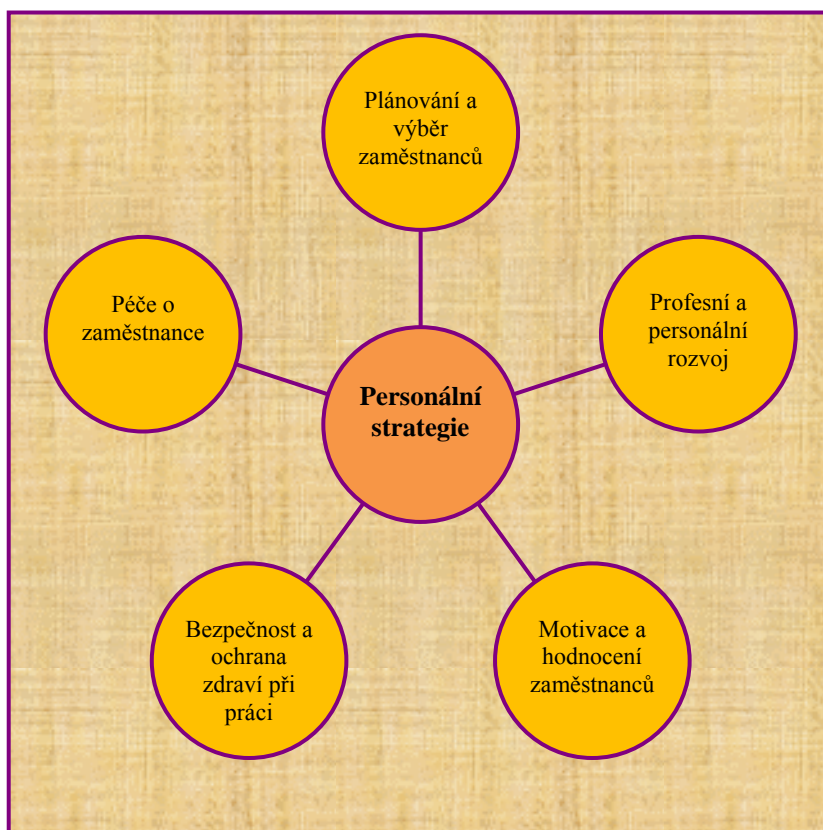 Plánování a
výběr
zaměstnanců
Péče o
zaměstnance
Profesní a
personální
rozvoj
Personální
strategie
Bezpečnost a
ochrana
zdraví při
práci
Motivace a
hodnocení
zaměstnanců